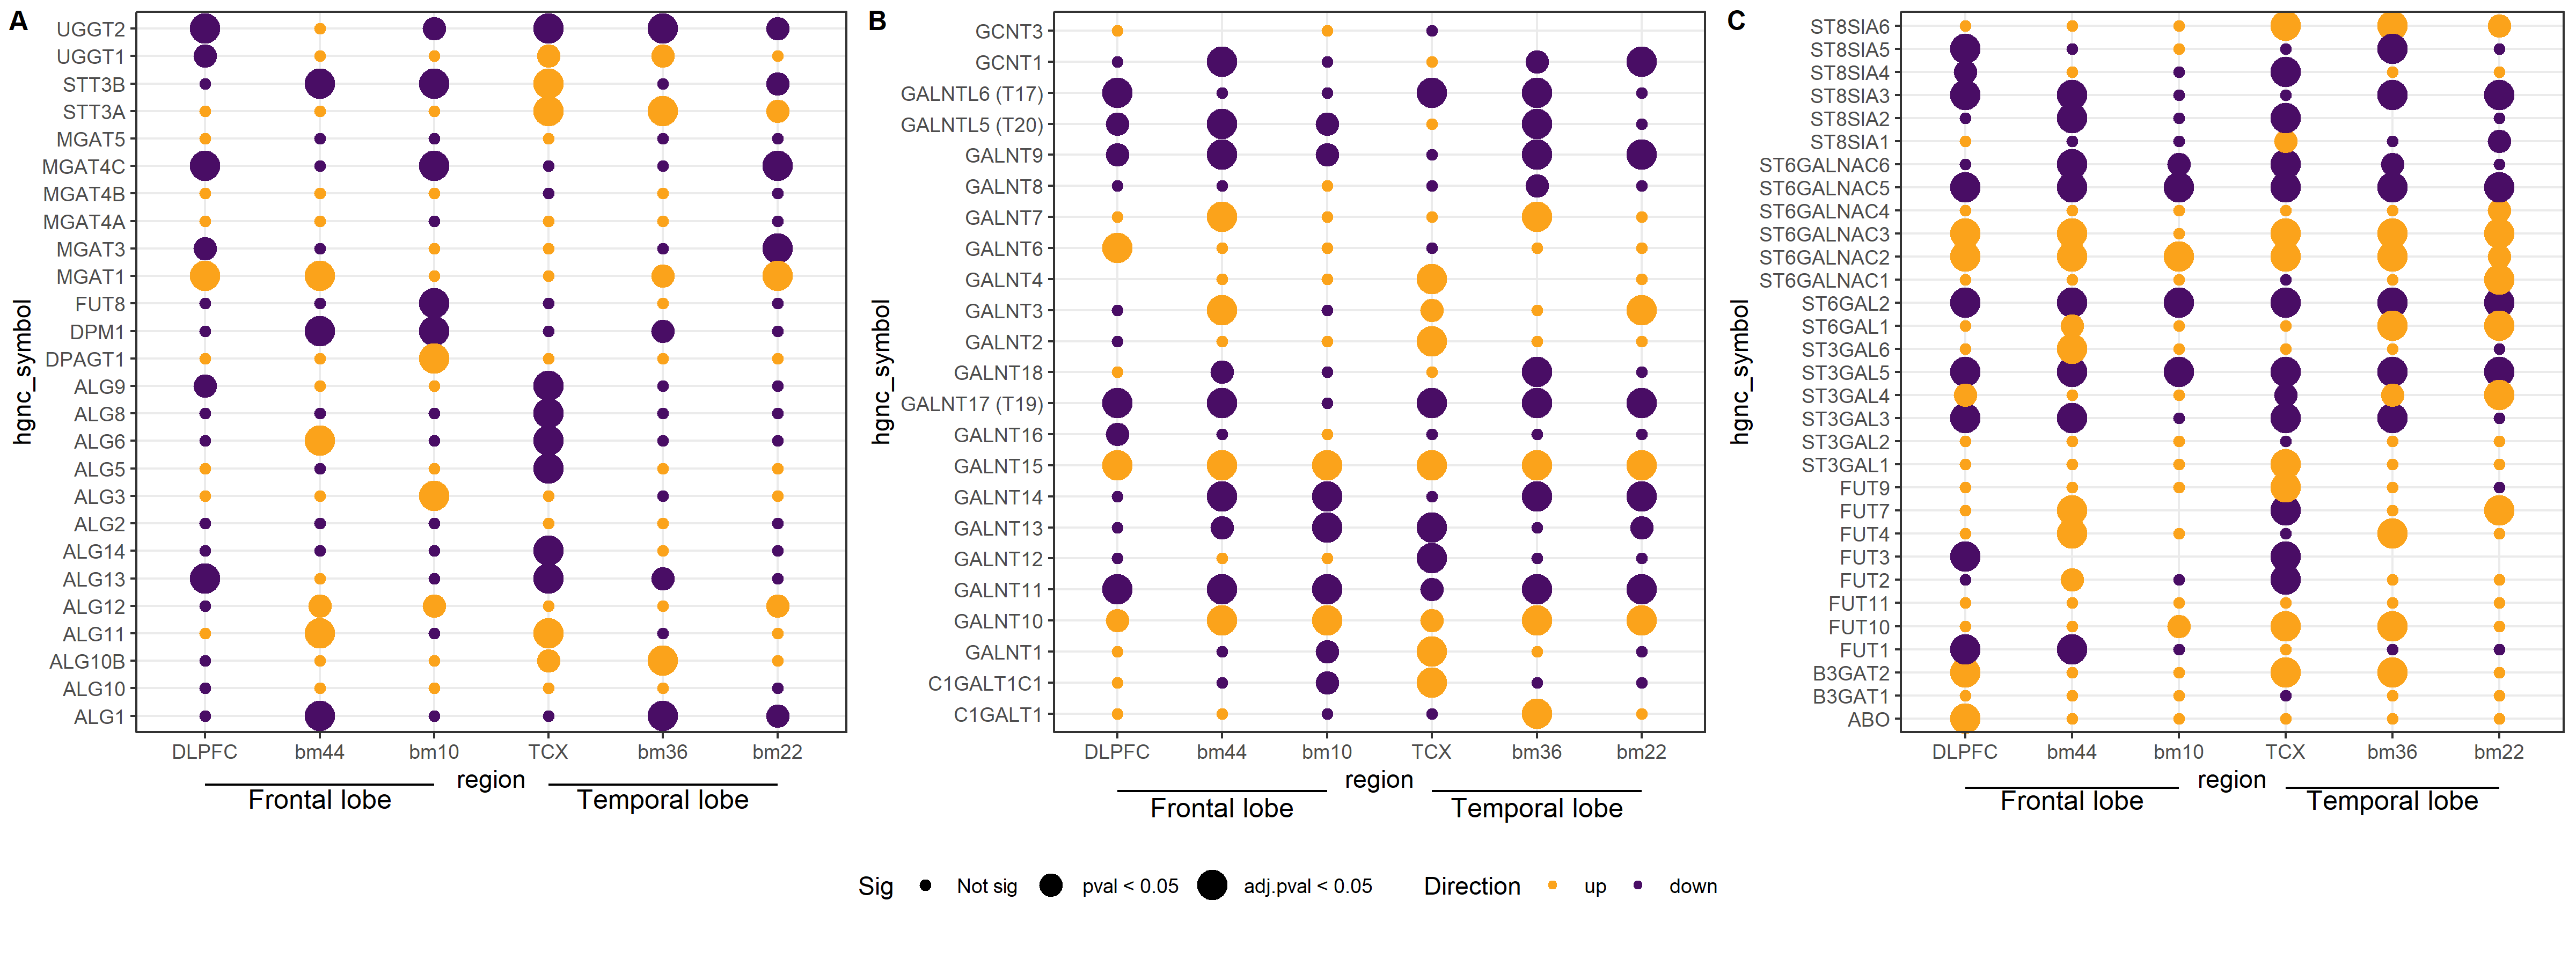 A
hgnc_symbol
UGGT2
UGGT1
STT3B
STT3A
MGAT5
MGAT4C
MGAT4B
MGAT4A
MGAT3
MGAT1
FUT8
DPM1
DPAGT1
ALG9
ALG8
ALG6
ALG5
ALG3
ALG2
ALG14
ALG13
ALG12
ALG11
ALG10B
ALG10
ALG1
DLPFC bm44 bm10 TCX bm36 bm22
region
Frontal lobe Temporal lobe
B
hgnc_symbol
GCNT3
GCNT1
GALNTL6 (T17)
GALNTL5 (T20)
GALNT9
GALNT8
GALNT7
GALNT6
GALNT4
GALNT3
GALNT2
GALNT18
GALNT17 (T19)
GALNT16
GALNT15
GALNT14
GALNT13
GALNT12
GALNT11
GALNT10
GALNT1
C1GALT1C1
C1GALT1
DLPFC bm44 bm10 TCX bm36 bm22
region
Frontal lobe Temporal lobe
C
hgnc_symbol
ST8SIA6
ST8SIA5
ST8SIA4
ST8SIA3
ST8SIA2
ST8SIA1
ST6GALNAC6
ST6GALNAC5
ST6GALNAC4
ST6GALNAC3
ST6GALNAC2
ST6GALNAC1
ST6GAL2
ST6GAL1
ST3GAL6
ST3GAL5
ST3GAL4
ST3GAL3
ST3GAL2
ST3GAL1
FUT9
FUT7
FUT4
FUT3
FUT2
FUT11
FUT10
FUT1
B3GAT2
B3GAT1
ABO
DLPFC bm44 bm10 TCX bm36 bm22
region
Frontal lobe Temporal lobe
Sig Not sig pval < 0.05 adj.pval < 0.05 Direction up down